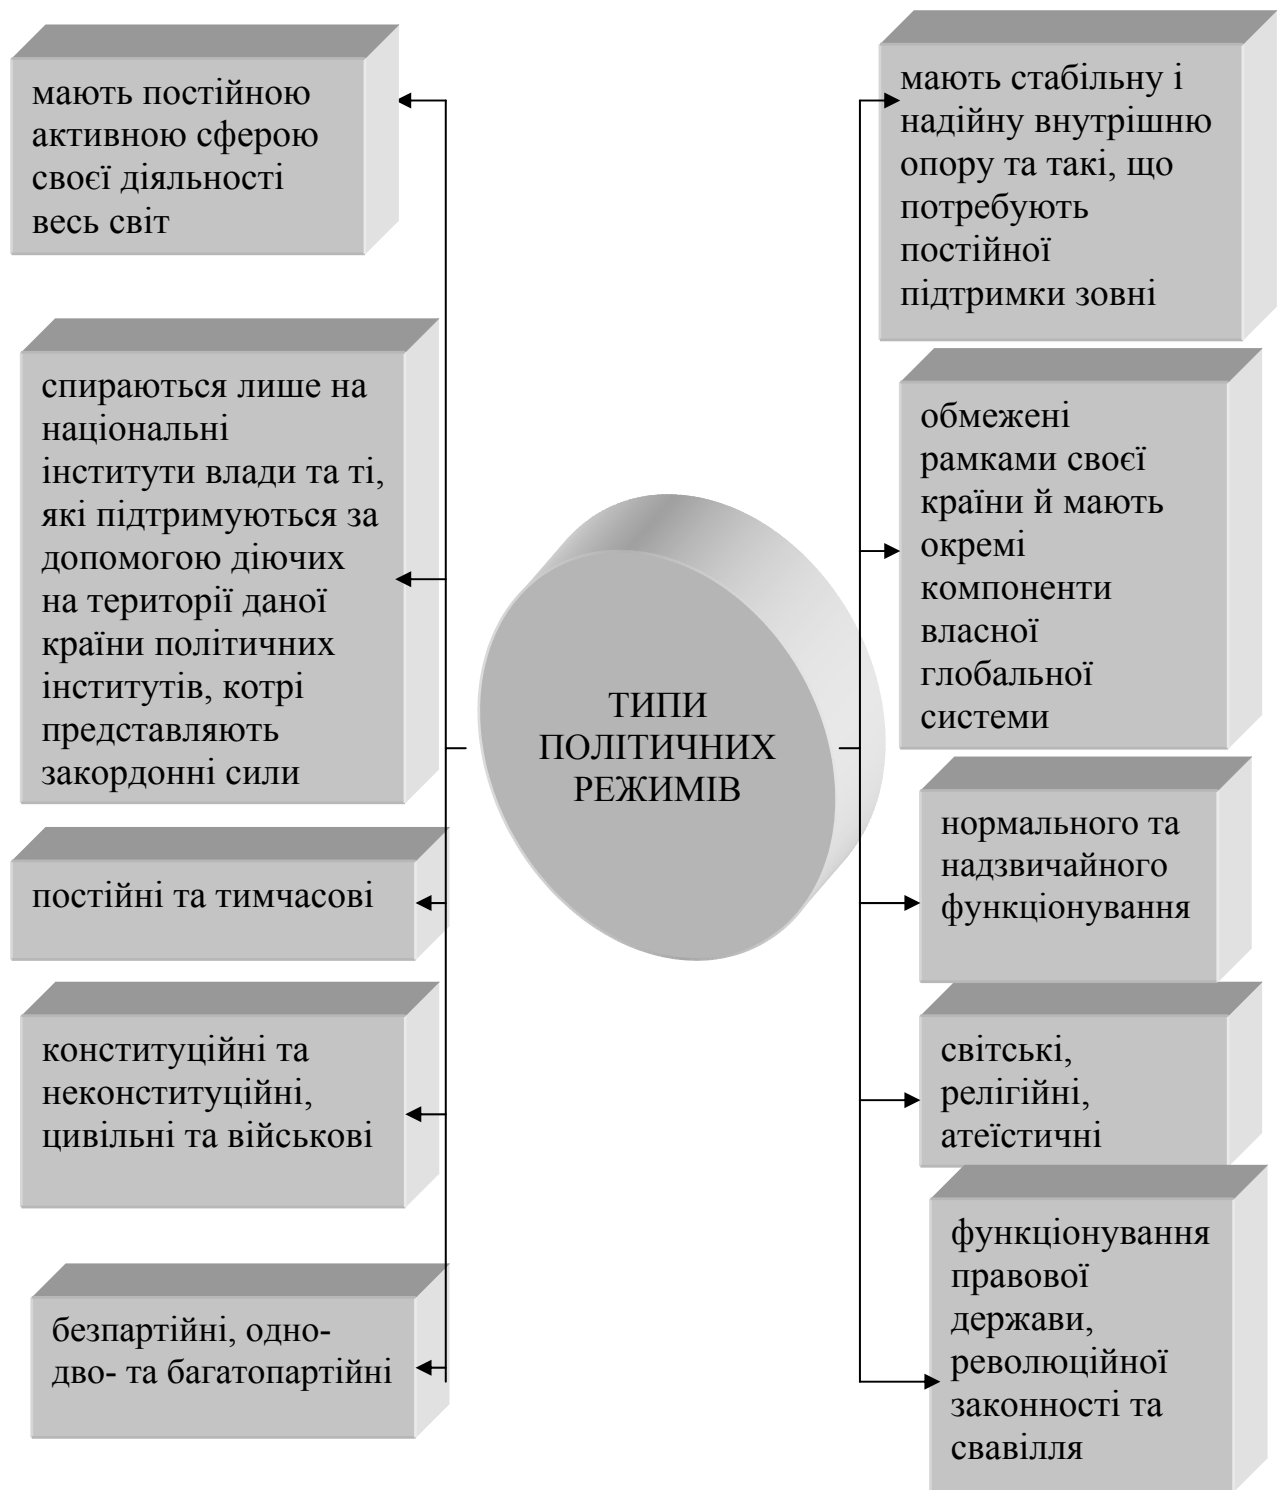 мають постійною
активною сферою
своєї діяльності
весь світ
спираються лише на
національні
інститути влади та ті,
які підтримуються за
допомогою діючих
на території даної
країни політичних
інститутів, котрі
представляють
закордонні сили
постійні та тимчасові
конституційні та
неконституційні,
цивільні та військові
безпартійні, одно-
дво- та багатопартійні
ТИПИ
ПОЛІТИЧНИХ
РЕЖИМІВ
мають стабільну і
надійну внутрішню
опору та такі, що
потребують
постійної
підтримки зовні
обмежені
рамками своєї
країни й мають
окремі
компоненти
власної
глобальної
системи
нормального та
надзвичайного
функціонування
світські,
релігійні,
атеїстичні
функціонування
правової
держави,
революційної
законності та
свавілля